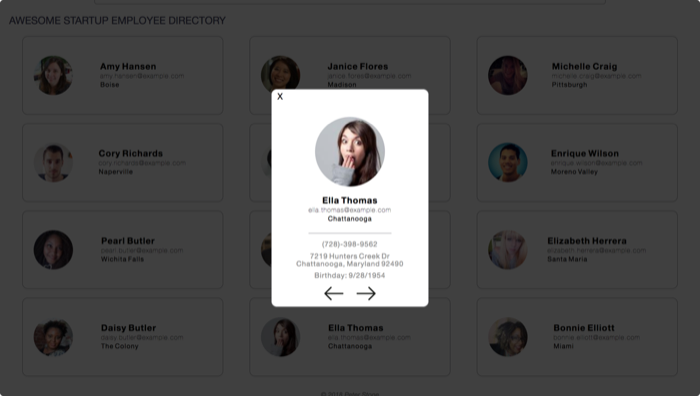 AWESOME STARTUP EMPLOYEE DIRECTORY
Amy Hansen
amy.hansen@example.com
Boise
Janice Flores
janice.flores@example.com
Madison
Michelle Craig
michelle.craig@example.com
Pittsburgh
Cory Richards
cory.richards@example.com
Naperville
Enrique Wilson
enrique.wilson@example.com
Moreno Valley
Pearl Butler
pearl.butler@example.com
Wichita Falls
Elizabeth Herrera
elizabeth.herrera@example.com
Santa Maria
Daisy Butler
daisy.butler@example.com
The Colony
Ella Thomas
ella.thomas@example.com
Chattanooga
Bonnie Elliott
bonnie.elliott@example.com
Miami
X
Ella Thomas
ella.thomas@example.com
Chattanooga
(728)-398-9562
7219 Hunters Creek Dr
Chattanooga, Maryland 92490
Birthday: 9/28/1954